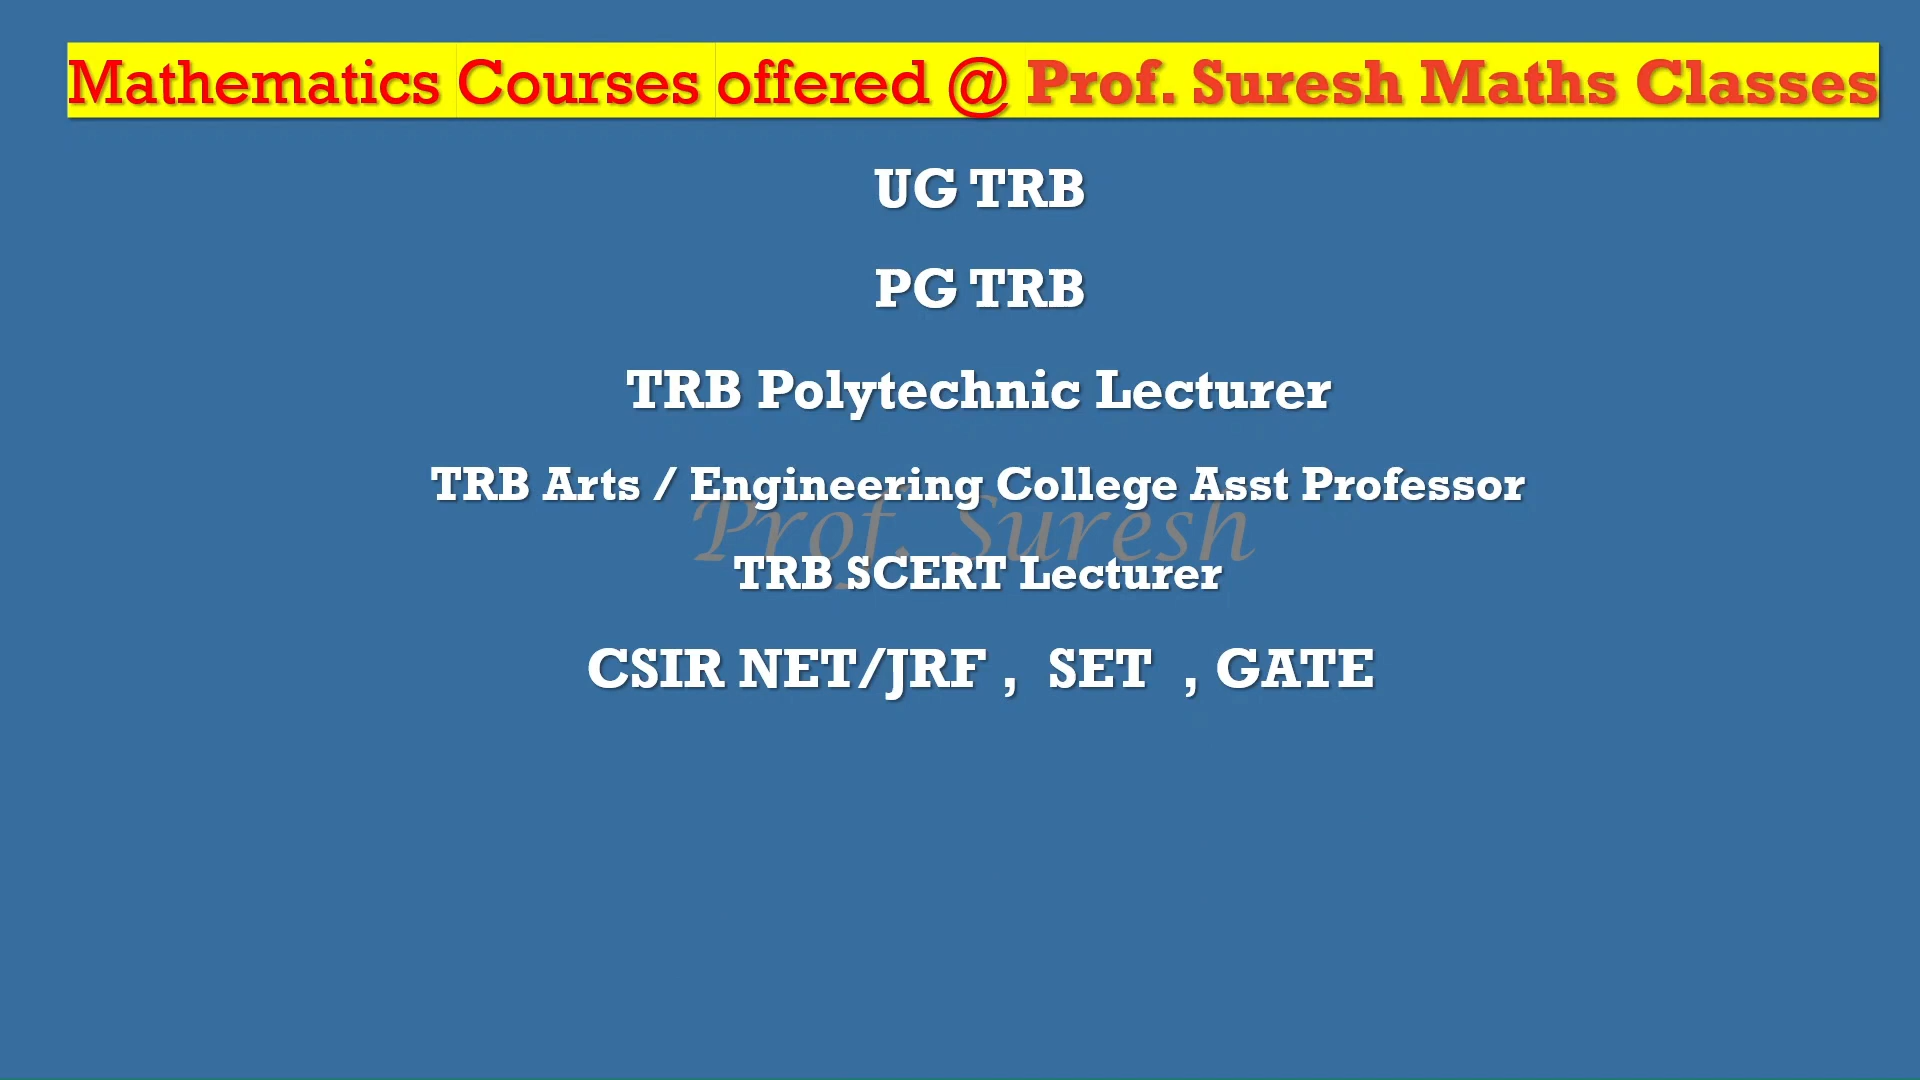 Mathematics Courses offered @ Prof. Suresh Maths Classes
UG TRB
PG TRB
TRB Polytechnic Lecturer
TRB Arts / Engineering College Asst Professor
Prof. Suresh
TRB SCERT Lecturer
CSIR NET/JRF , SET , GATE